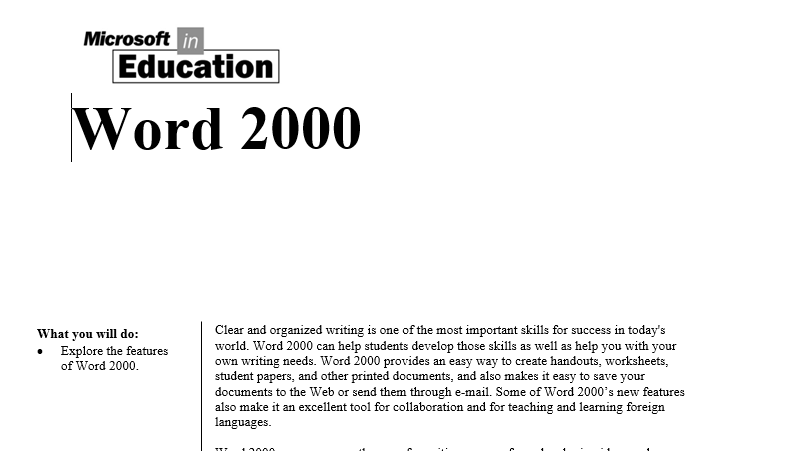 Microsoft in
Education
Word 2000
What you will do:
• Explore the features
of Word 2000.
Clear and organized writing is one of the most important skills for success in today's
world. Word 2000 can help students develop those skills as well as help you with your
own writing needs. Word 2000 provides an easy way to create handouts, worksheets,
student papers, and other printed documents, and also makes it easy to save your
documents to the Web or send them through e-mail. Some of Word 2000’s new features
also make it an excellent tool for collaboration and for teaching and learning foreign
languages.
Word 2000